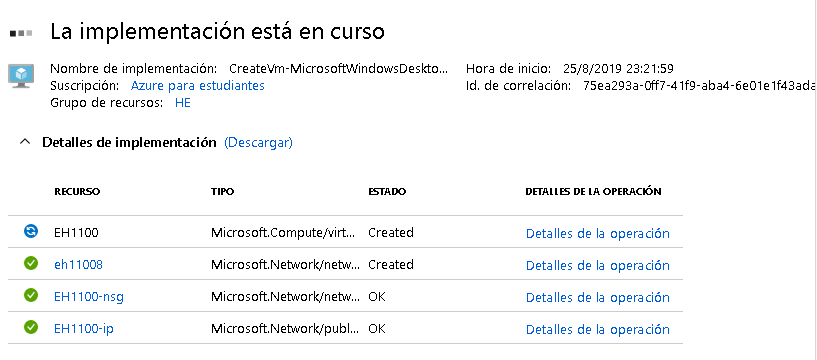 La implementación está en curso
Nombre de implementación: CreateVm-MicrosoftWindowsDeskto... Hora de inicio: 25/8/2019 23:21:59
Suscripción: Azure para estudiantes Id. de correlación: 75ea293a-0ff7-41f9-aba4-6e01e1f43ada
Grupo de recursos: HE
Detalles de implementación (Descargar)
RECURSO TIPO ESTADO DETALLES DE LA OPERACIÓN
EH1100 Microsoft.Compute/virt... Created Detalles de la operación
eh11008 Microsoft.Network/netw... Created Detalles de la operación
EH1100-nsg Microsoft.Network/netw... OK Detalles de la operación
EH1100-ip Microsoft.Network/publ... OK Detalles de la operación